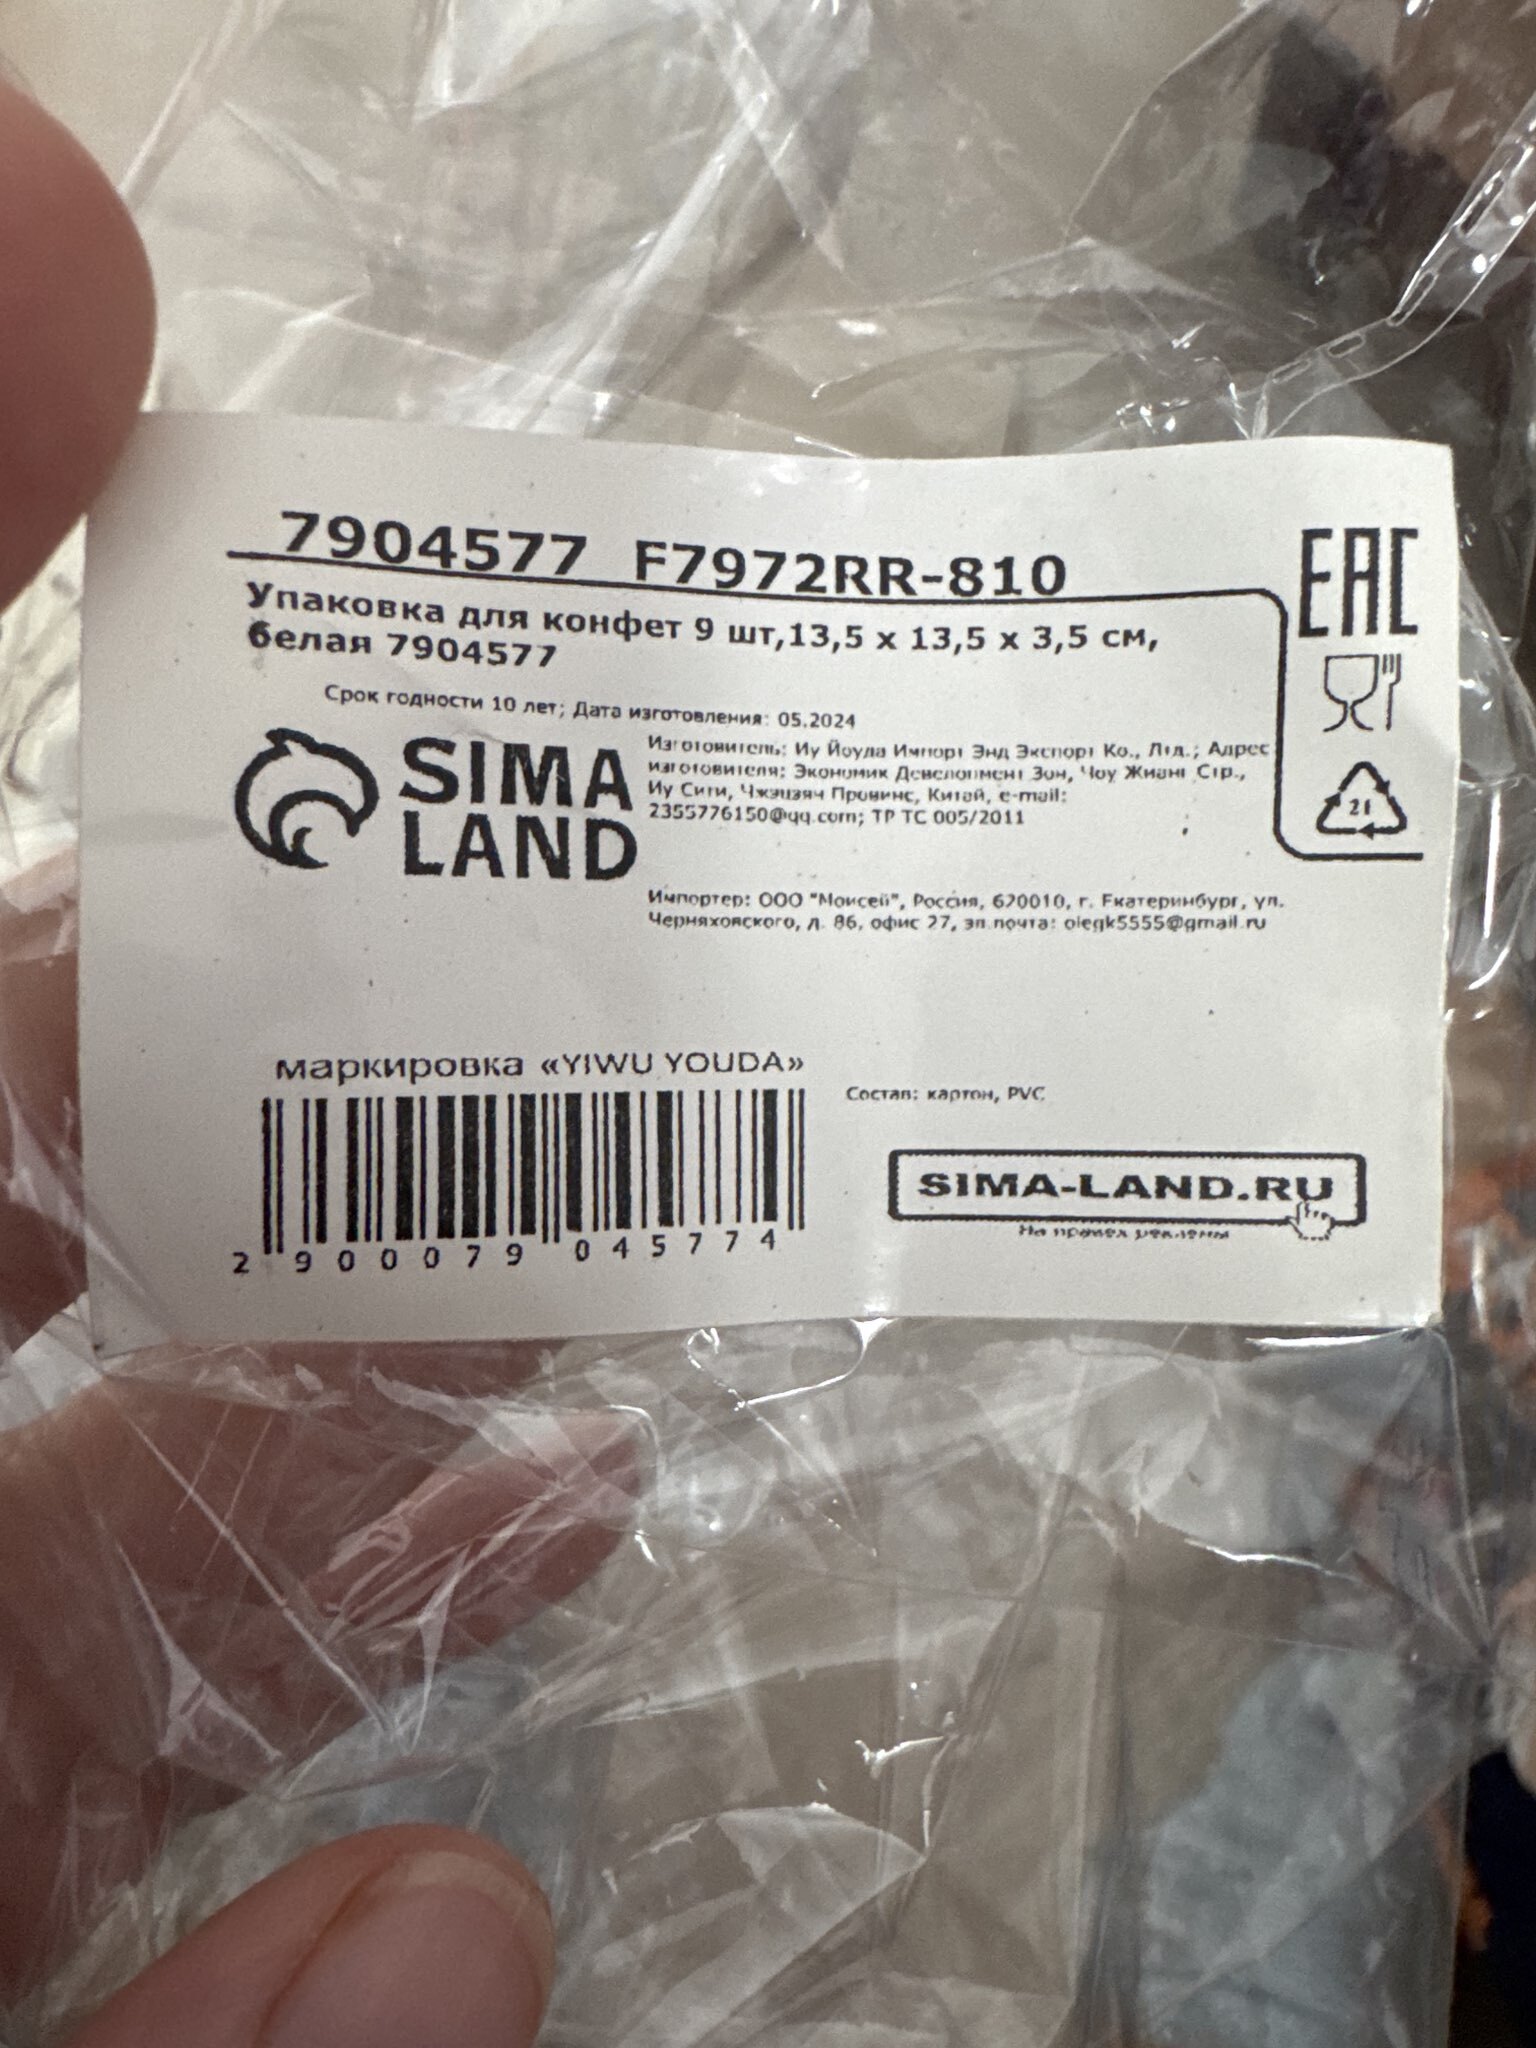 7904577 F7972RR-810
Упаковка для конфет 9 шт,13,5 х 13,5 х 3,5 см,
белая 7904577
Срок годности 10 лет; Дата изготовления: 05.2024
EAC
21
SIMA
LAND
Изготовитель: Иу Йоула Импорт Энд Экспорт Ко., Лтд.; Адрес
изготовителя: Экономик Девелопмент Зон, Чоу Жианг Стр.,
Иу Сити, Чжэцзян Провинс, Китай, e-mail:
2355776150@qq.com; ТР ТС 005/2011
Импортер: ООО "Моисей", Россия, 620010, г. Екатеринбург, ул.
Черняховского, д. 86, офис 27, эл.почта: olegk5555@gmail.ru
маркировка «YIWU YOUDA»
2 900079 045774
Состав: картон, PVC
SIMA-LAND.RU
На правах рекламы